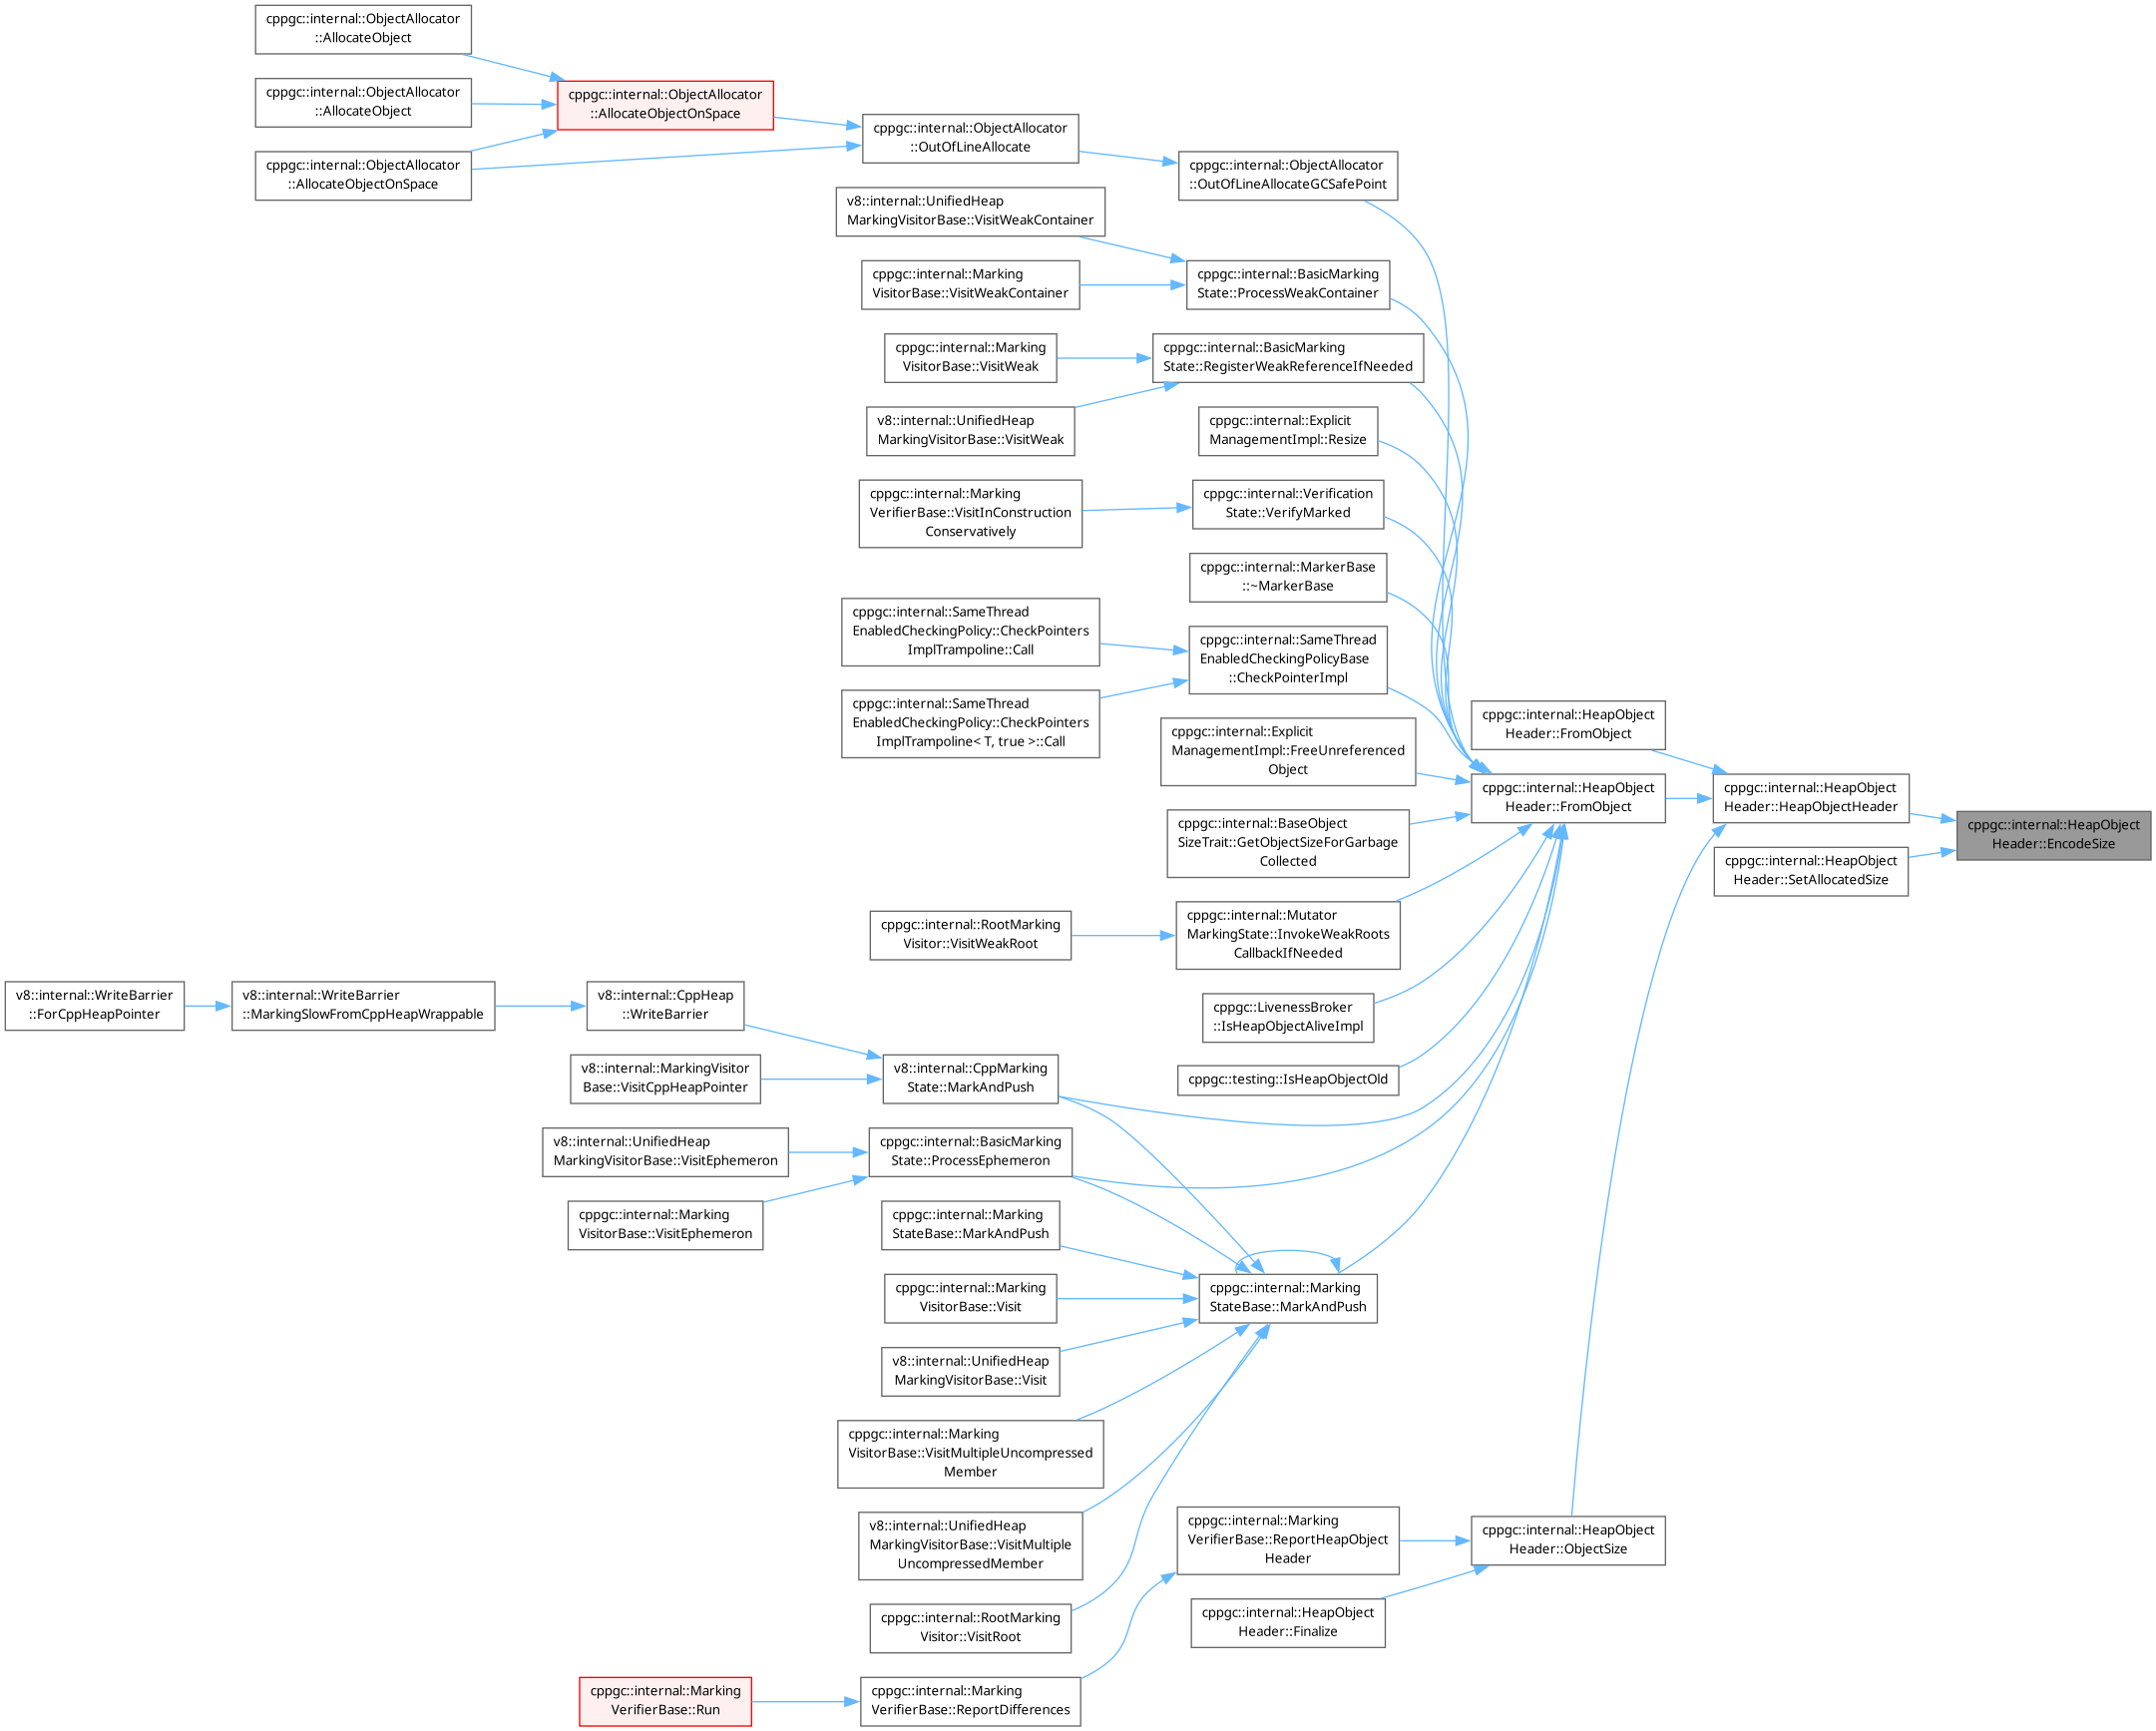 cppgc::internal::ObjectAllocator
::AllocateObject
cppgc::internal::ObjectAllocator
::AllocateObject
cppgc::internal::ObjectAllocator
::AllocateObjectOnSpace
cppgc::internal::ObjectAllocator
::AllocateObjectOnSpace
cppgc::internal::ObjectAllocator
::OutOfLineAllocate
cppgc::internal::ObjectAllocator
::OutOfLineAllocateGCSafePoint
v8::internal::UnifiedHeap
MarkingVisitorBase::VisitWeakContainer
cppgc::internal::Marking
VisitorBase::VisitWeakContainer
cppgc::internal::BasicMarking
State::ProcessWeakContainer
cppgc::internal::Marking
VisitorBase::VisitWeak
cppgc::internal::BasicMarking
State::RegisterWeakReferenceIfNeeded
v8::internal::UnifiedHeap
MarkingVisitorBase::VisitWeak
cppgc::internal::Explicit
ManagementImpl::Resize
cppgc::internal::Marking
VerifierBase::VisitInConstruction
Conservatively
cppgc::internal::Verification
State::VerifyMarked
cppgc::internal::MarkerBase
::~MarkerBase
cppgc::internal::SameThread
EnabledCheckingPolicy::CheckPointers
ImplTrampoline::Call
cppgc::internal::SameThread
EnabledCheckingPolicyBase
::CheckPointerImpl
cppgc::internal::SameThread
EnabledCheckingPolicy::CheckPointers
ImplTrampoline< T, true >::Call
cppgc::internal::Explicit
ManagementImpl::FreeUnreferenced
Object
cppgc::internal::HeapObject
Header::FromObject
cppgc::internal::HeapObject
Header::FromObject
cppgc::internal::HeapObject
Header::HeapObjectHeader
cppgc::internal::HeapObject
Header::EncodeSize
cppgc::internal::HeapObject
Header::SetAllocatedSize
cppgc::internal::BaseObject
SizeTrait::GetObjectSizeForGarbage
Collected
cppgc::internal::RootMarking
Visitor::VisitWeakRoot
cppgc::internal::Mutator
MarkingState::InvokeWeakRoots
CallbackIfNeeded
v8::internal::WriteBarrier
::ForCppHeapPointer
v8::internal::WriteBarrier
::MarkingSlowFromCppHeapWrappable
v8::internal::CppHeap
::WriteBarrier
cppgc::LivenessBroker
::IsHeapObjectAliveImpl
v8::internal::MarkingVisitor
Base::VisitCppHeapPointer
v8::internal::CppMarking
State::MarkAndPush
cppgc::testing::IsHeapObjectOld
v8::internal::UnifiedHeap
MarkingVisitorBase::VisitEphemeron
cppgc::internal::BasicMarking
State::ProcessEphemeron
cppgc::internal::Marking
VisitorBase::VisitEphemeron
cppgc::internal::Marking
StateBase::MarkAndPush
cppgc::internal::Marking
VisitorBase::Visit
cppgc::internal::Marking
StateBase::MarkAndPush
v8::internal::UnifiedHeap
MarkingVisitorBase::Visit
cppgc::internal::Marking
VisitorBase::VisitMultipleUncompressed
Member
v8::internal::UnifiedHeap
MarkingVisitorBase::VisitMultiple
UncompressedMember
cppgc::internal::Marking
VerifierBase::ReportHeapObject
Header
cppgc::internal::HeapObject
Header::ObjectSize
cppgc::internal::RootMarking
Visitor::VisitRoot
cppgc::internal::HeapObject
Header::Finalize
cppgc::internal::Marking
VerifierBase::Run
cppgc::internal::Marking
VerifierBase::ReportDifferences